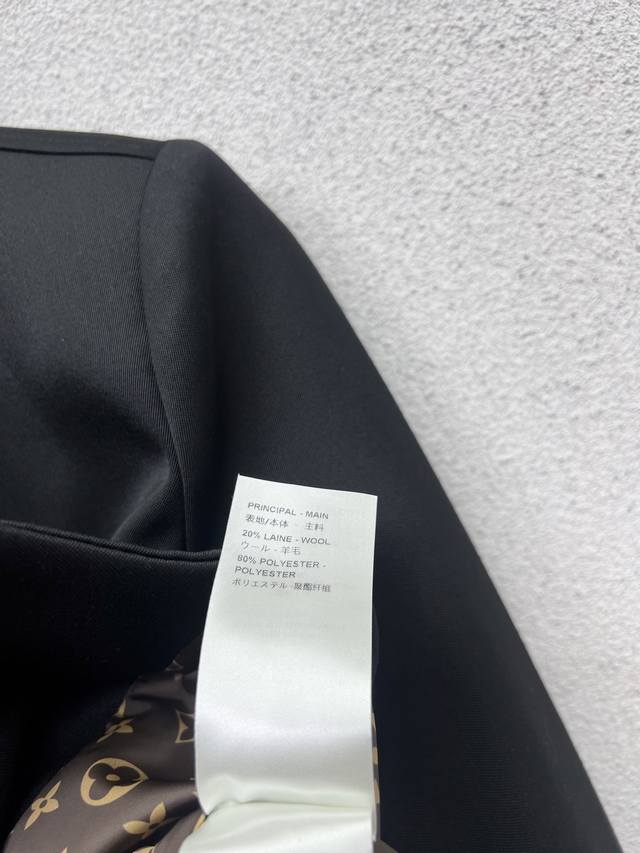 PRINCIPAL - MAIN
表地/本体 - 主料
20% LAINE - WOOL
ウール - 羊毛
80% POLYESTER -
POLYESTER
ポリエステル-聚酯纤维